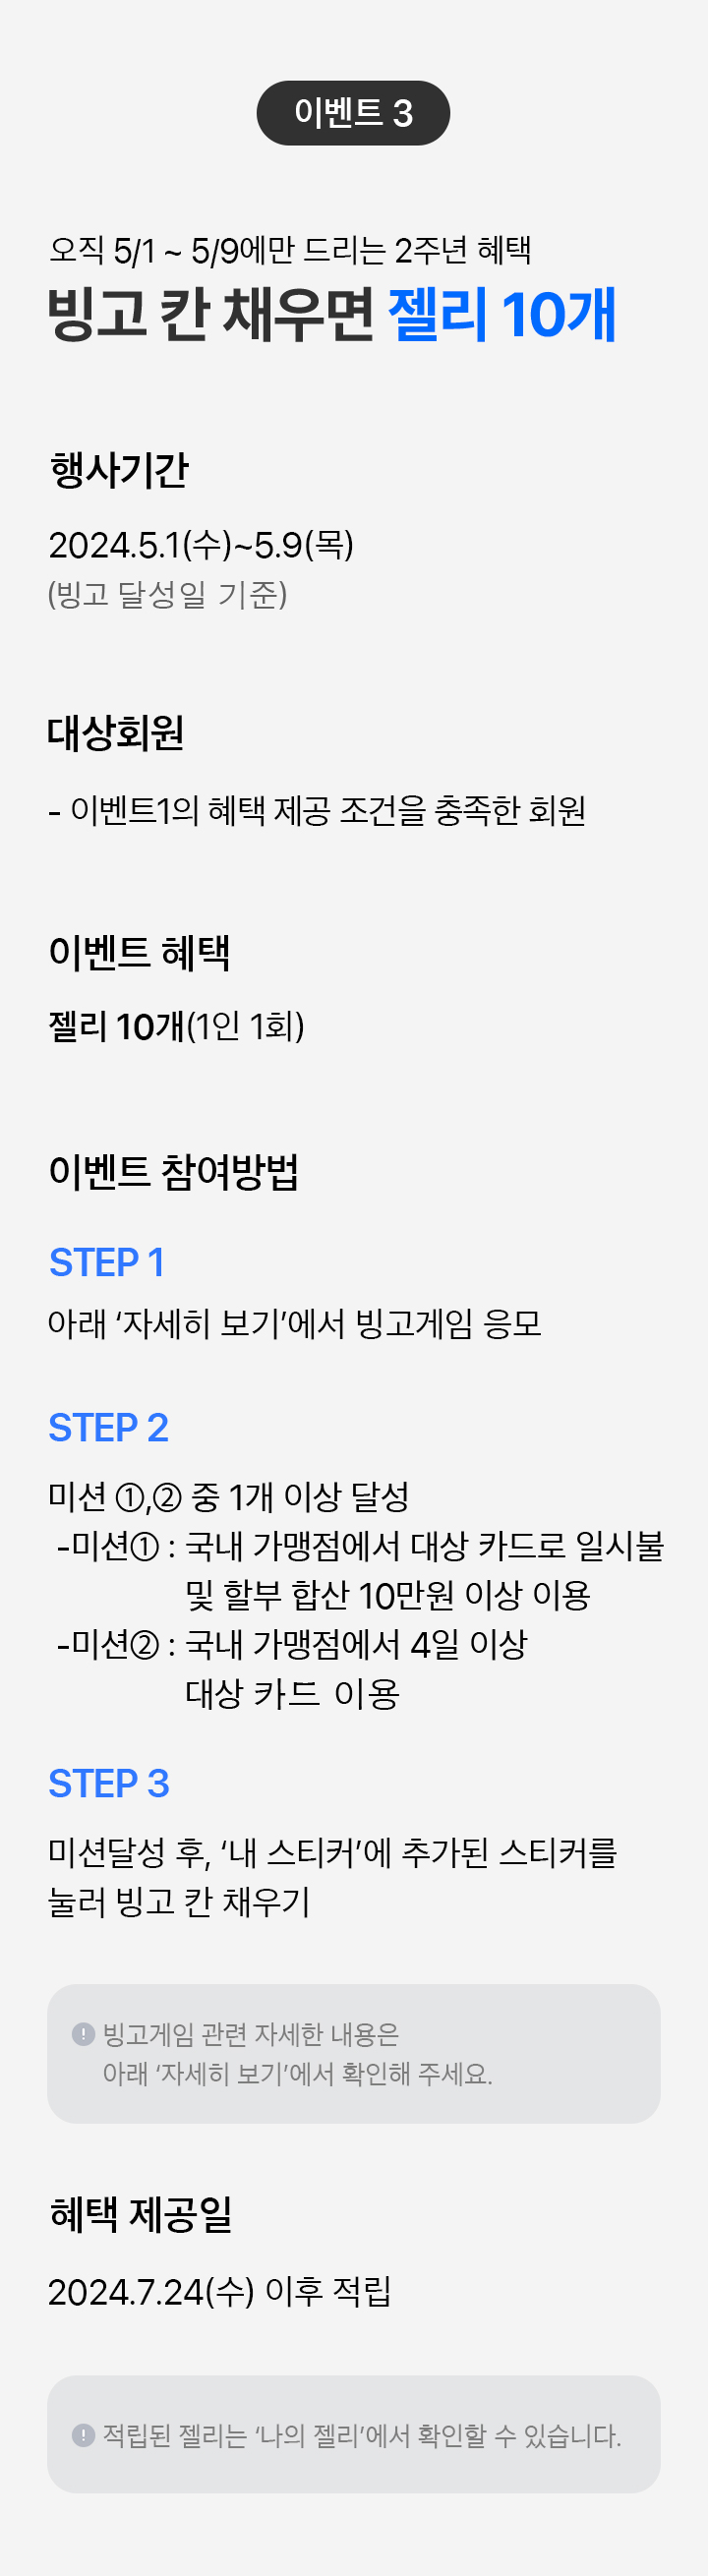 이벤트 3
오직 5/1 ~ 5/9에만 드리는 2주년 혜택
빙고 칸 채우면 젤리 10개
행사기간
2024.5.1(수)~5.9(목)
(빙고 달성일 기준)
대상회원
- 이벤트1의 혜택 제공 조건을 충족한 회원
이벤트 혜택
젤리 10개(1인 1회)
이벤트 참여방법
STEP 1
아래 ‘자세히 보기’에서 빙고게임 응모
STEP 2
미션 ①,② 중 1개 이상 달성
-미션① : 국내 가맹점에서 대상 카드로 일시불
및 할부 합산 10만원 이상 이용
-미션② : 국내 가맹점에서 4일 이상
대상 카드 이용
STEP 3
미션달성 후, ‘내 스티커’에 추가된 스티커를
눌러 빙고 칸 채우기
빙고게임 관련 자세한 내용은
아래 ‘자세히 보기’에서 확인해 주세요.
혜택 제공일
2024.7.24(수) 이후 적립
적립된 젤리는 ‘나의 젤리’에서 확인할 수 있습니다.